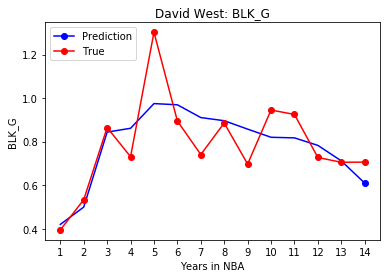 David West: BLK_G
Prediction
True
BLK_G
1.2
1.0
0.8
0.6
0.4
1 2 3 4 5 6 7 8 9 10 11 12 13 14
Years in NBA